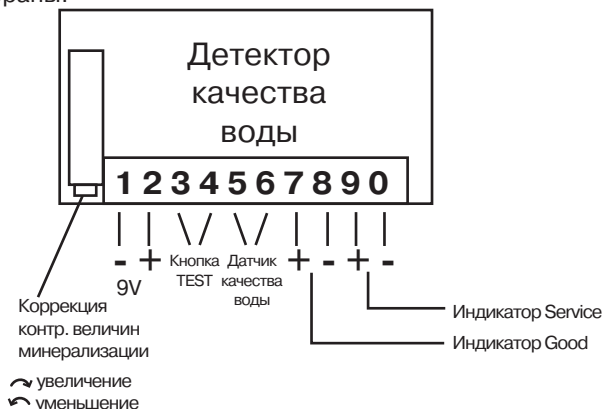 раны.
Детектор
качества
воды
1 2 3 4 5 6 7 8 9 0
- + Кнопка Датчик + - + -
9V TEST качества
воды
Коррекция
контр. величин
минерализации
Индикатор Service
Индикатор Good
увеличение
уменьшение